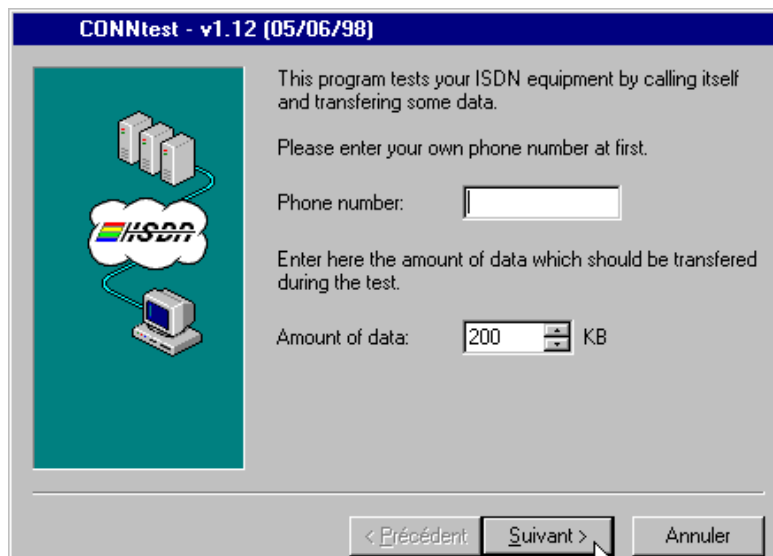 CONNtest - v1.12 (05/06/98)
This program tests your ISDN equipment by calling itself
and transfering some data.
Please enter your own phone number at first.
Phone number:
ISDN
Enter here the amount of data which should be transfered
during the test.
Amount of data: 200 KB
< Précédent Suivant > Annuler